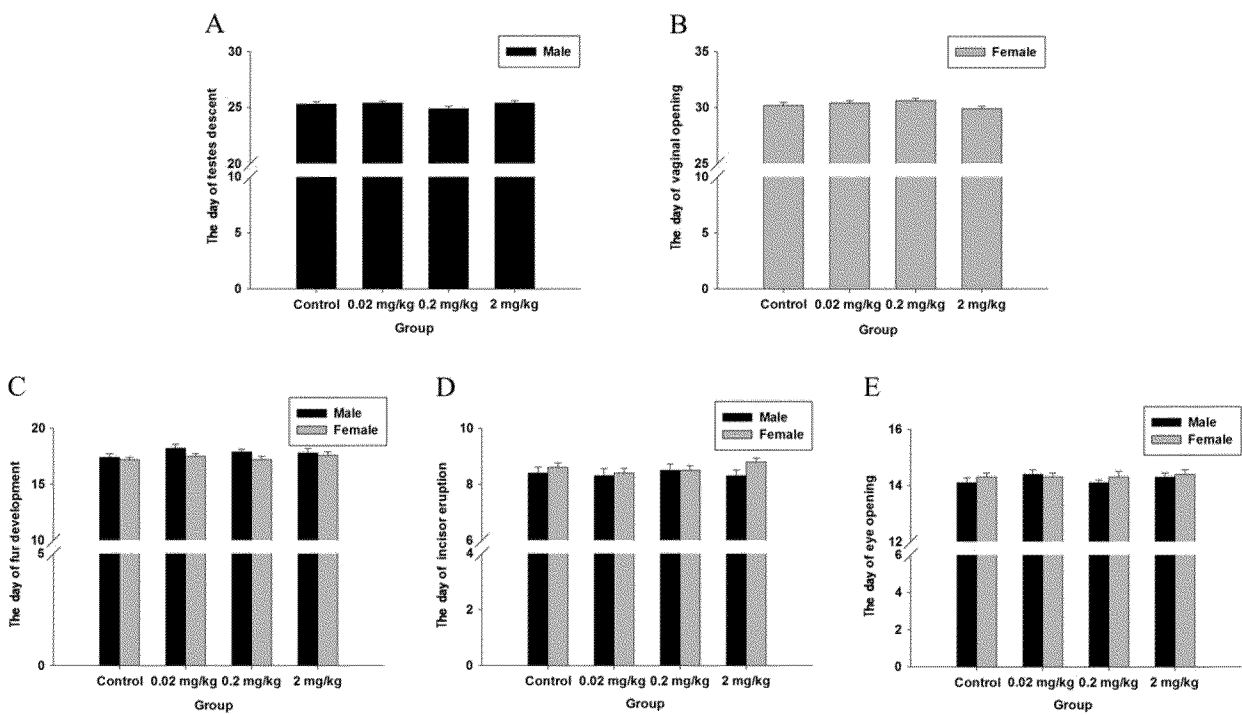 A
Male
The day of testes descent
30
25
20
10
5
0
Control 0.02 mg/kg 0.2 mg/kg 2 mg/kg
Group
B
Female
The day of vaginal opening
35
30
25
10
5
0
Control 0.02 mg/kg 0.2 mg/kg 2 mg/kg
Group
C
Male
Female
The day of fur development
20
15
10
5
0
Control 0.02 mg/kg 0.2 mg/kg 2 mg/kg
Group
D
Male
Female
The day of incisor eruption
10
8
6
4
2
0
Control 0.02 mg/kg 0.2 mg/kg 2 mg/kg
Group
E
Male
Female
The day of eye opening
16
14
12
6
4
2
0
Control 0.02 mg/kg 0.2 mg/kg 2 mg/kg
Group